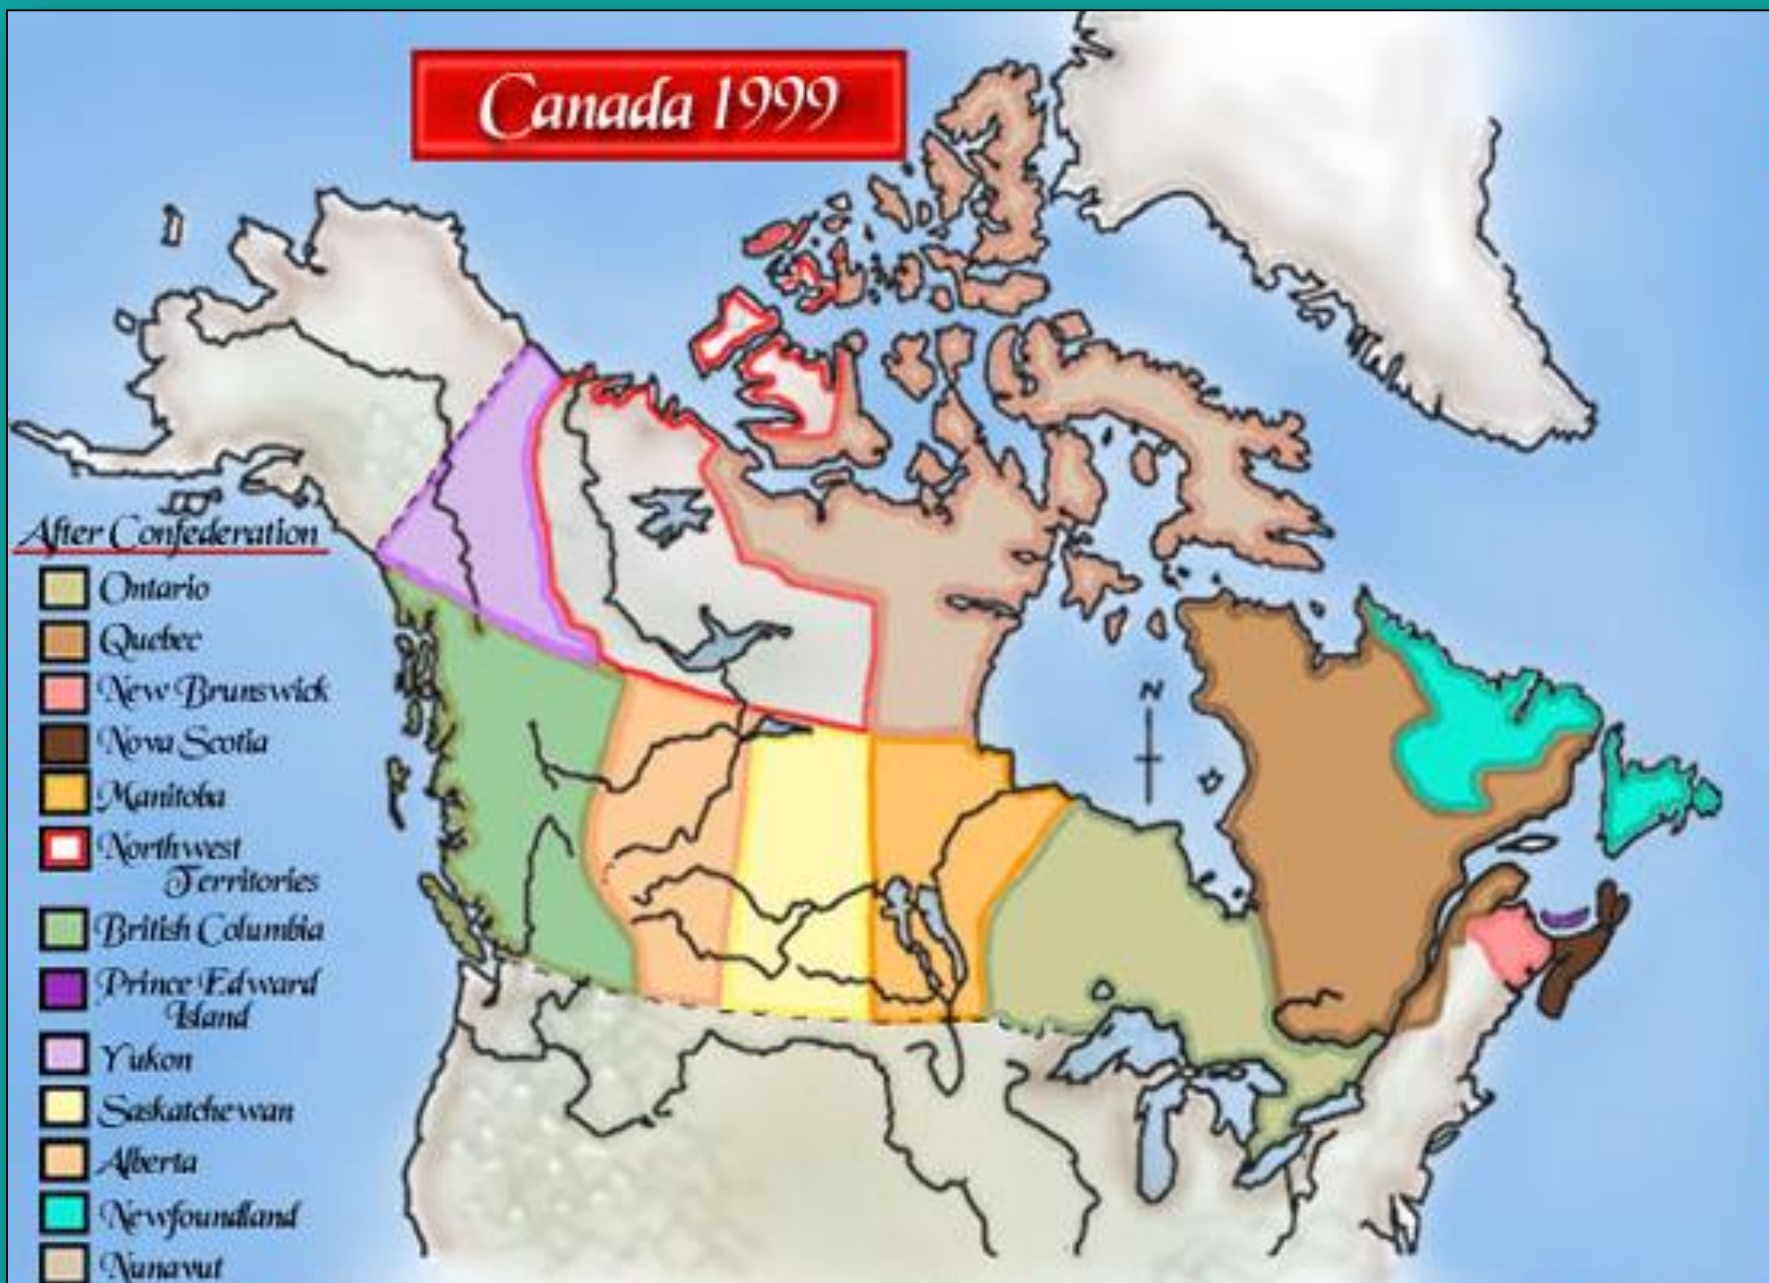 Canada 1999
After Confederation
Ontario
Quebec
New Brunswick
Nova Scotia
Manitoba
Northwest
Territories
British Columbia
Prince Edward
Island
Yukon
Saskatchewan
Alberta
Newfoundland
Nunavut
N